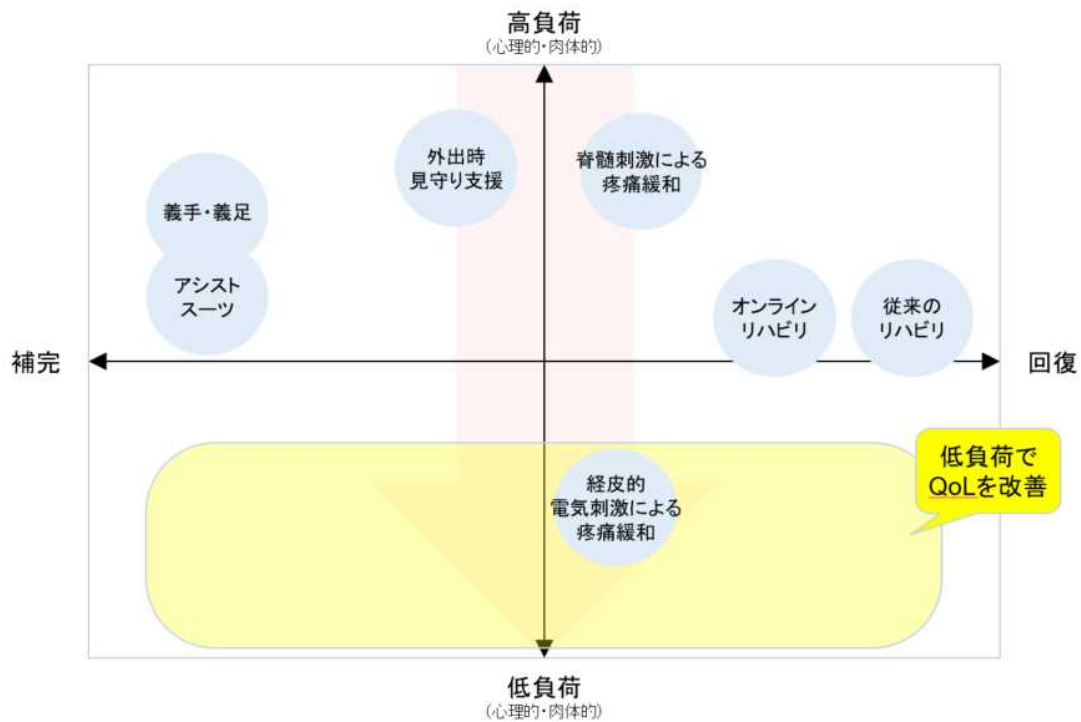 高負荷
(心理的・肉体的)
外出時
見守り支援
脊髄刺激による
疼痛緩和
義手・義足
アシスト
スーツ
オンライン
リハビリ
従来の
リハビリ
補完
回復
低負荷で
QoLを改善
経皮的
電気刺激による
疼痛緩和
低負荷
(心理的・肉体的)